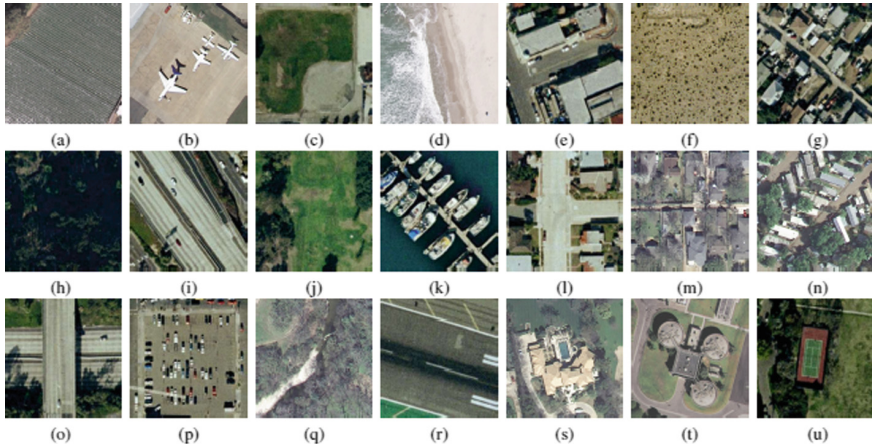 (a) (b) (c) (d) (e) (f) (g)
(h) (i) (j) (k) (l) (m) (n)
(o) (p) (q) (r) (s) (t) (u)